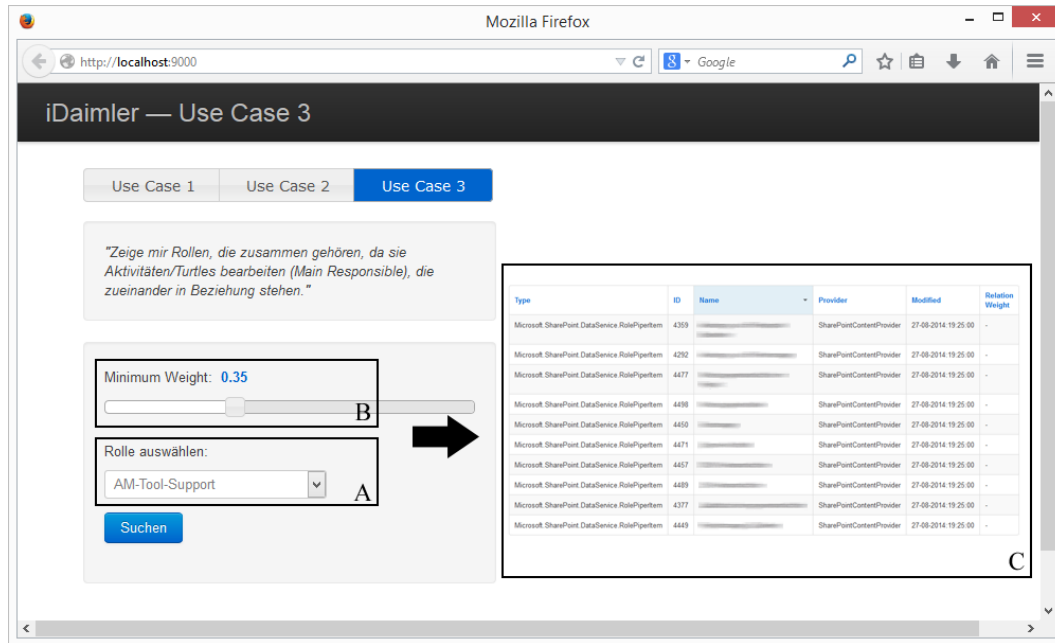 Mozilla Firefox
http://localhost:9000
Google
iDaimler — Use Case 3
Use Case 1 Use Case 2 Use Case 3
"Zeige mir Rollen, die zusammen gehören, da sie
Aktivitäten/Turtles bearbeiten (Main Responsible), die
zueinander in Beziehung stehen."
Minimum Weight: 0.35
B
Rolle auswählen:
AM-Tool-Support
A
Suchen
Type ID Name Provider Modified Relation
Weight
Microsoft.SharePoint.DataService.RolePiperItem 4359 SharePointContentProvider 27-08-2014:19:25:00 -
Microsoft.SharePoint.DataService.RolePiperItem 4292 SharePointContentProvider 27-08-2014:19:25:00 -
Microsoft.SharePoint.DataService.RolePiperItem 4477 SharePointContentProvider 27-08-2014:19:25:00 -
Microsoft.SharePoint.DataService.RolePiperItem 4498 SharePointContentProvider 27-08-2014:19:25:00 -
Microsoft.SharePoint.DataService.RolePiperItem 4450 SharePointContentProvider 27-08-2014:19:25:00 -
Microsoft.SharePoint.DataService.RolePiperItem 4471 SharePointContentProvider 27-08-2014:19:25:00 -
Microsoft.SharePoint.DataService.RolePiperItem 4457 SharePointContentProvider 27-08-2014:19:25:00 -
Microsoft.SharePoint.DataService.RolePiperItem 4489 SharePointContentProvider 27-08-2014:19:25:00 -
Microsoft.SharePoint.DataService.RolePiperItem 4377 SharePointContentProvider 27-08-2014:19:25:00 -
Microsoft.SharePoint.DataService.RolePiperItem 4449 SharePointContentProvider 27-08-2014:19:25:00 -
C